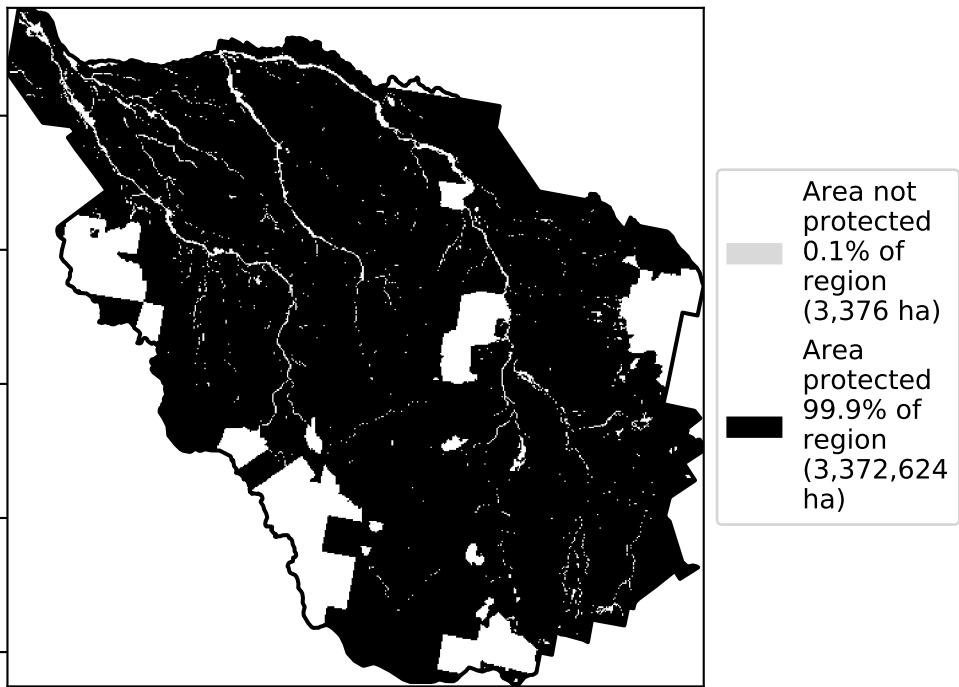 Area not
protected
0.1% of
region
(3,376 ha)
Area
protected
99.9% of
region
(3,372,624
ha)